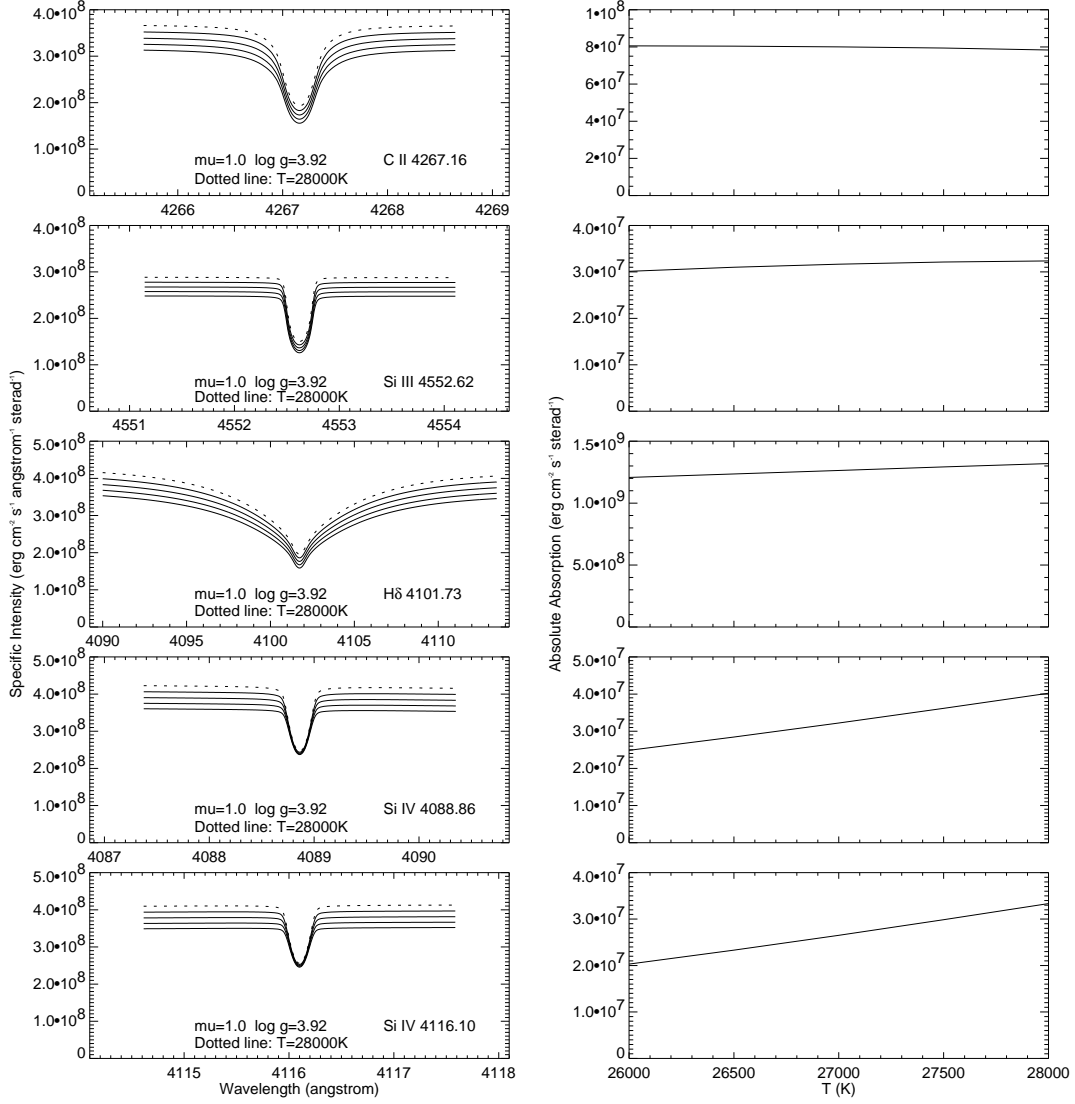 4.0•10⁸
3.0•10⁸
2.0•10⁸
1.0•10⁸
0
mu=1.0 log g=3.92 C II 4267.16
Dotted line: T=28000K
4266 4267 4268 4269
1•10⁸
8•10⁷
6•10⁷
4•10⁷
2•10⁷
0
4.0•10⁸
3.0•10⁸
2.0•10⁸
1.0•10⁸
0
mu=1.0 log g=3.92 Si III 4552.62
Dotted line: T=28000K
4551 4552 4553 4554
4.0•10⁷
3.0•10⁷
2.0•10⁷
1.0•10⁷
0
Specific Intensity (erg cm⁻² s⁻¹ angstrom⁻¹ sterad⁻¹)
5.0•10⁸
4.0•10⁸
3.0•10⁸
2.0•10⁸
1.0•10⁸
0
mu=1.0 log g=3.92 Hδ 4101.73
Dotted line: T=28000K
4090 4095 4100 4105 4110
Absolute Absorption (erg cm⁻² s⁻¹ sterad⁻¹)
1.5•10⁹
1.0•10⁹
5.0•10⁸
0
5.0•10⁸
4.0•10⁸
3.0•10⁸
2.0•10⁸
1.0•10⁸
0
mu=1.0 log g=3.92 Si IV 4088.86
Dotted line: T=28000K
4087 4088 4089 4090
5.0•10⁷
4.0•10⁷
3.0•10⁷
2.0•10⁷
1.0•10⁷
0
5.0•10⁸
4.0•10⁸
3.0•10⁸
2.0•10⁸
1.0•10⁸
0
mu=1.0 log g=3.92 Si IV 4116.10
Dotted line: T=28000K
4115 4116 4117 4118
Wavelength (angstrom)
4.0•10⁷
3.0•10⁷
2.0•10⁷
1.0•10⁷
0
26000 26500 27000 27500 28000
T (K)